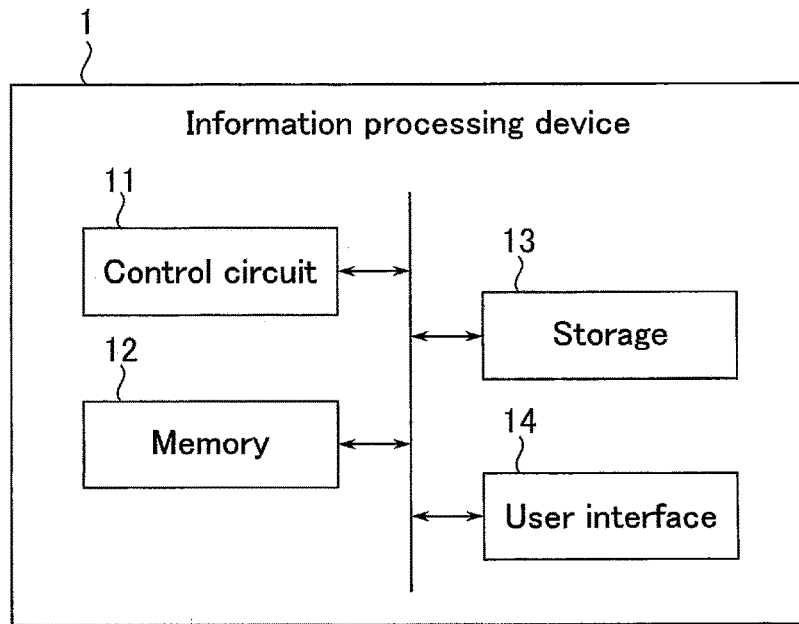 1
Information processing device
11
Control circuit
13
Storage
12
Memory
14
User interface